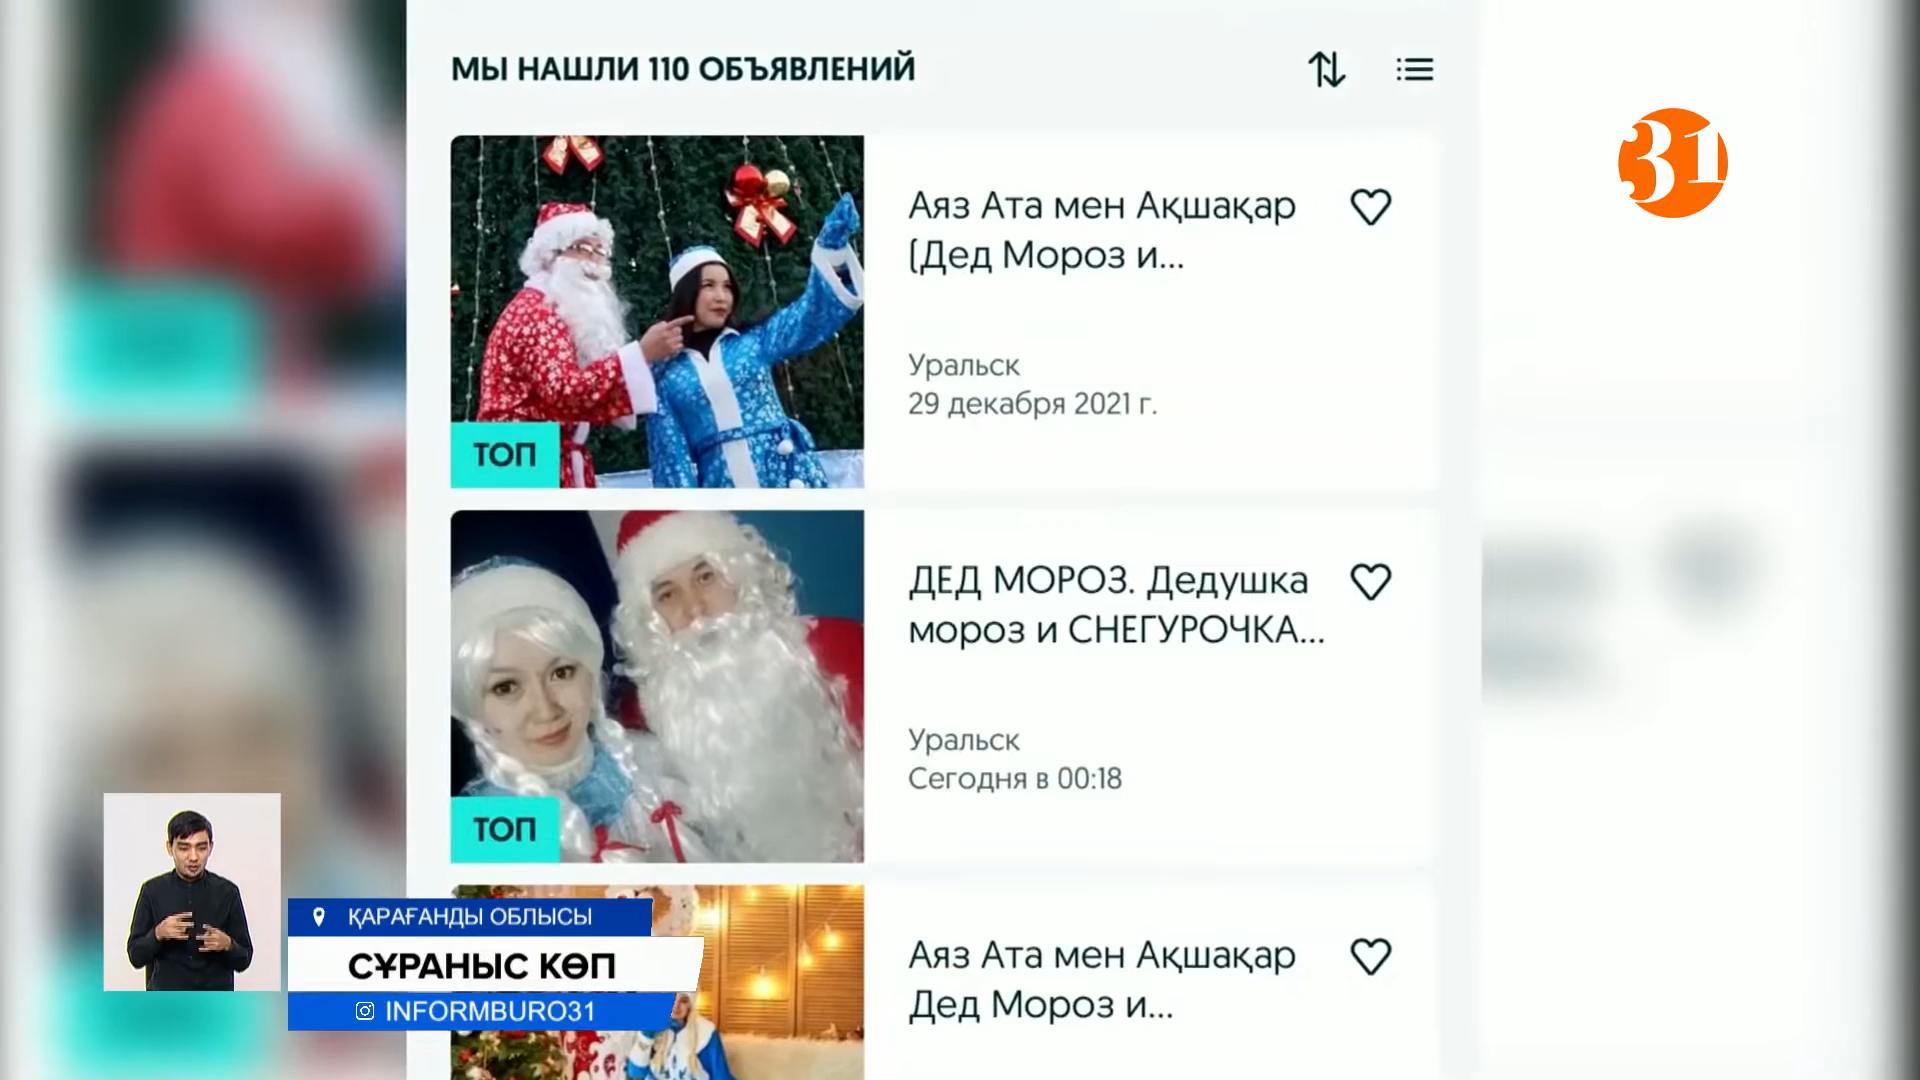 МЫ НАШЛИ 110 ОБЪЯВЛЕНИЙ
31
Аяз Ата мен Ақшақар
(Дед Мороз и...
Уральск
29 декабря 2021 г.
ТОП
ДЕД МОРОЗ. Дедушка
мороз и СНЕГУРОЧКА...
Уральск
Сегодня в 00:18
ТОП
Аяз Ата мен Ақшақар
Дед Мороз и...
ҚАРАҒАНДЫ ОБЛЫСЫ
СҰРАНЫС КӨП
INFORMBURO31